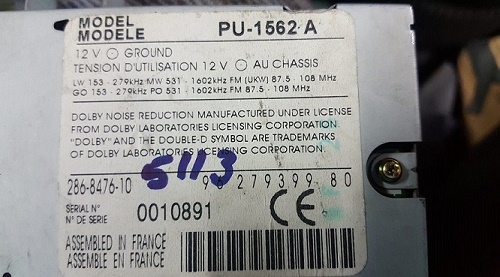 MODEL
MODELE PU-1562 A
12 V ⊖ GROUND
TENSION D'UTILISATION 12 V ⊖ AU CHASSIS
LW 153 - 279kHz MW 531 - 1602kHz FM (UKW) 87.5 - 108 MHz
GO 153 - 279kHz PO 531 - 1602kHz FM 87.5 - 108 MHz
DOLBY NOISE REDUCTION MANUFACTURED UNDER LICENSE
FROM DOLBY LABORATORIES LICENSING CORPORATION
"DOLBY" AND THE DOUBLE-D SYMBOL ARE TRADEMARKS
OF DOLBY LABORATORIES LICENSING CORPORATION.
5113
286-8476-10 96 279399 80
SERIAL N°
N° DE SERIE 0010891
CE
ASSEMBLED IN FRANCE
ASSEMBLE EN FRANCE